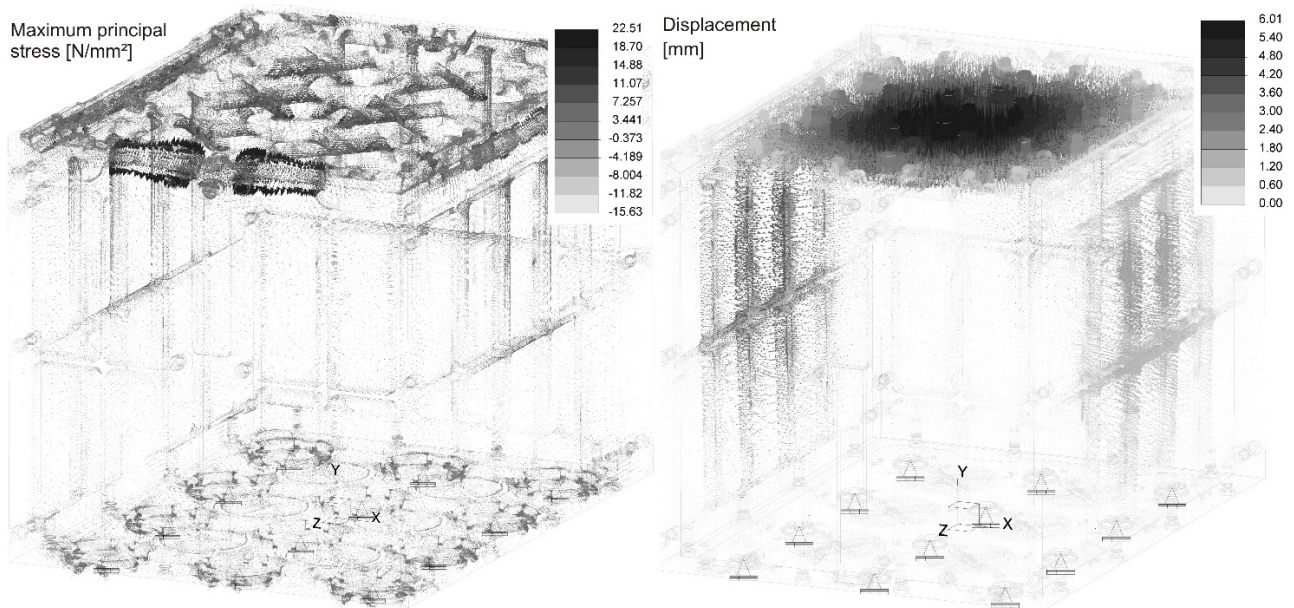 Maximum principal
stress [N/mm²]
22.51
18.70
14.88
11.07
7.257
3.441
-0.373
-4.189
-8.004
-11.82
-15.63
Y
Z
X
Displacement
[mm]
6.01
5.40
4.80
4.20
3.60
3.00
2.40
1.80
1.20
0.60
0.00
Y
Z
X